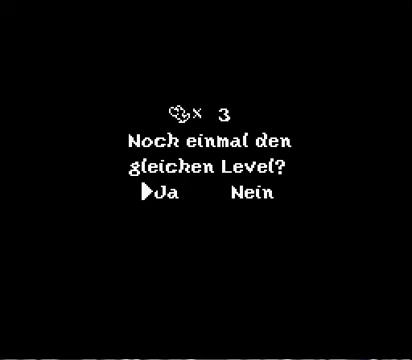 × 3
Noch einmal den
gleichen Level?
Ja Nein